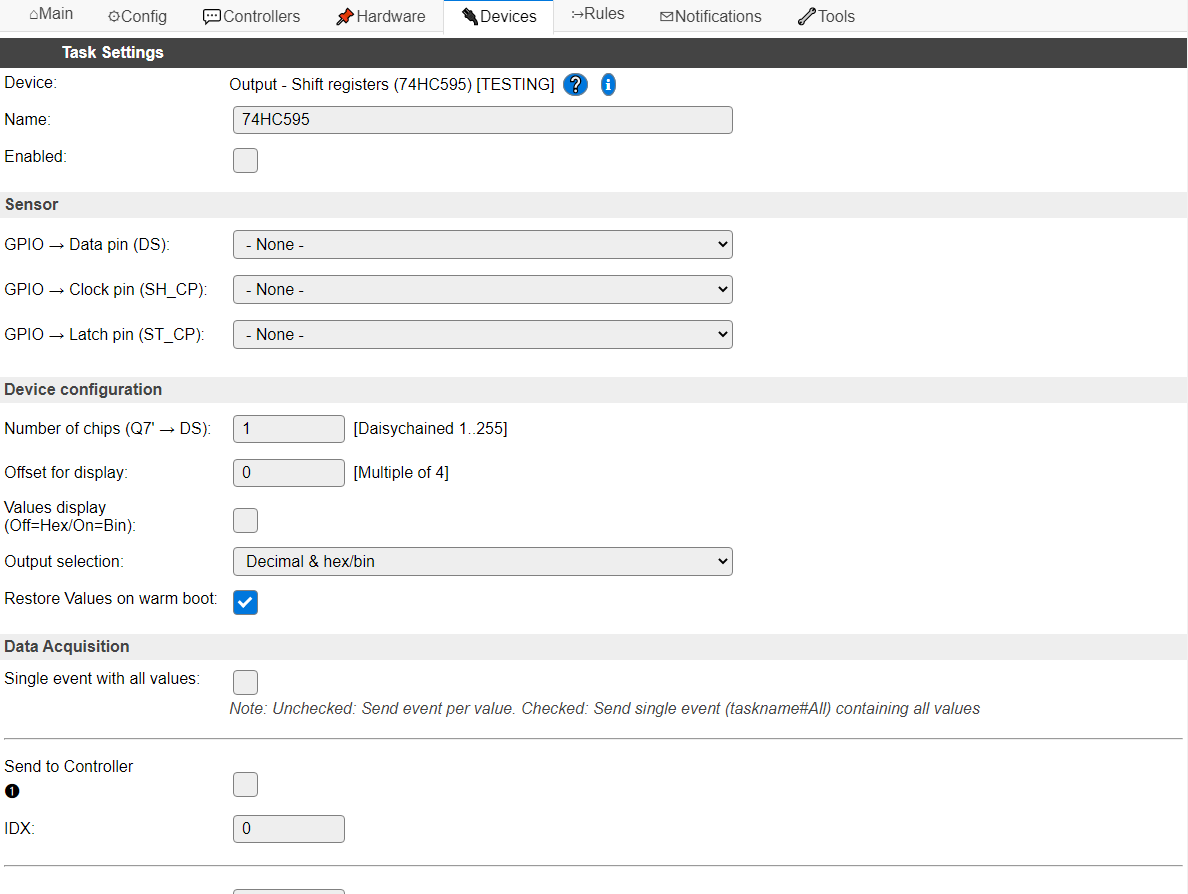 ⌂Main
⚙Config
💬Controllers
📌Hardware
🔌Devices
↦Rules
✉Notifications
🔧Tools
Task Settings
Device: Output - Shift registers (74HC595) [TESTING] ? i
Name: 74HC595
Enabled:
Sensor
GPIO → Data pin (DS): - None -
GPIO → Clock pin (SH_CP): - None -
GPIO → Latch pin (ST_CP): - None -
Device configuration
Number of chips (Q7' → DS): 1 [Daisychained 1..255]
Offset for display: 0 [Multiple of 4]
Values display
(Off=Hex/On=Bin):
Output selection: Decimal & hex/bin
Restore Values on warm boot:
Data Acquisition
Single event with all values:
Note: Unchecked: Send event per value. Checked: Send single event (taskname#All) containing all values
Send to Controller
❶
IDX: 0